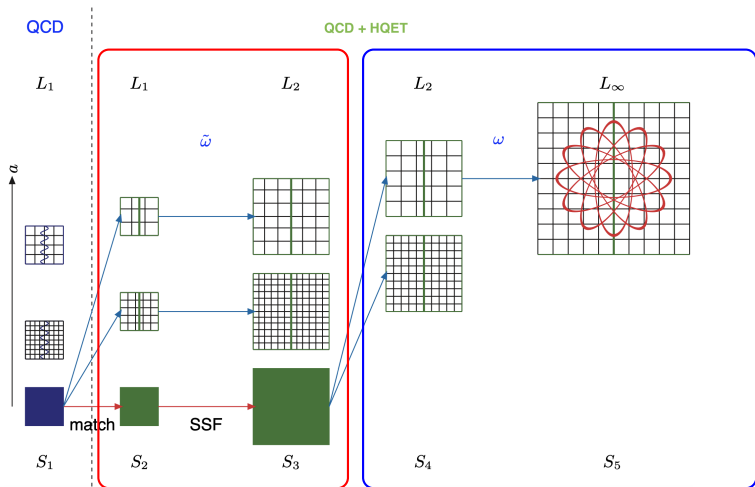 QCD
QCD + HQET
L₁
L₁
L₂
L₂
L∞
ω̃
ω
a
match
SSF
S₁
S₂
S₃
S₄
S₅